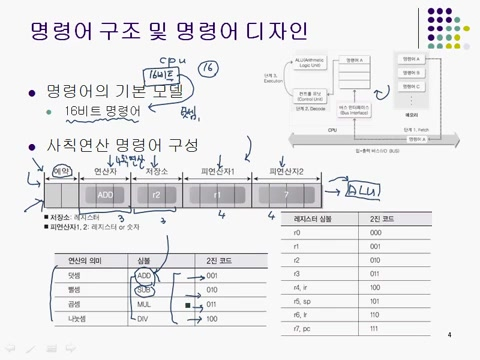 명령어 구조 및 명령어 디자인
cpu
16비트
16
명령어의 기본 모델
16비트 명령어
덧셈,
ALU(Arithmetic Logic Unit)
단계 3, Execution
컨트롤 유닛 (Control Unit)
단계 2, Decode
명령어 A
버스 인터페이스 (Bus Interface)
CPU
명령어 A
명령어 B
명령어 C
메모리
단계 1, Fetch
명령어 A
사칙연산 명령어 구성
사칙연산
예약 연산자 저장소 피연산자1 피연산자2
ADD r2 r1 7
ALU
3 3 4 4
■ 저장소: 레지스터
■ 피연산자1, 2: 레지스터 or 숫자
연산의 의미 심볼 2진 코드
덧셈 ADD 001
뺄셈 SUB 010
곱셈 MUL 011
나눗셈 DIV 100
레지스터 심볼 2진 코드
r0 000
r1 001
r2 010
r3 011
r4, ir 100
r5, sp 101
r6, lr 110
r7, pc 111
4